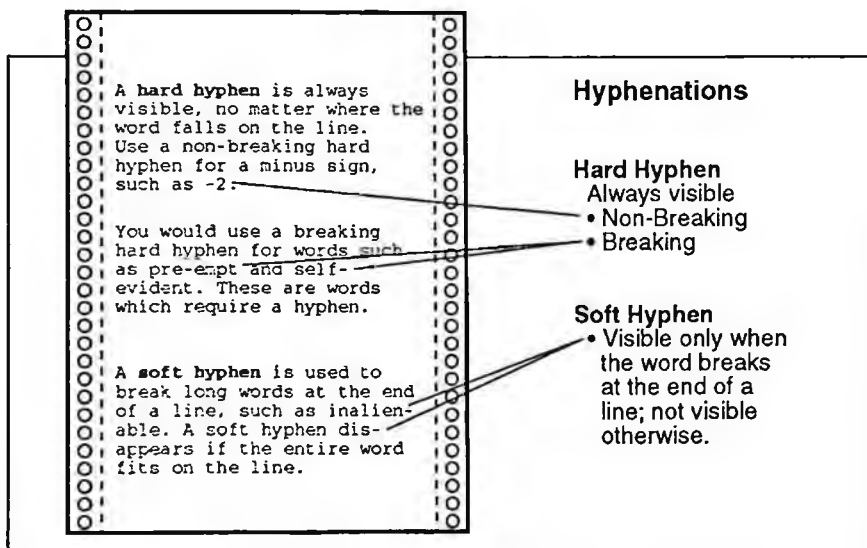 A hard hyphen is always
visible, no matter where the
word falls on the line.
Use a non-breaking hard
hyphen for a minus sign,
such as -2.
You would use a breaking
hard hyphen for words such
as pre-empt and self-
evident. These are words
which require a hyphen.
A soft hyphen is used to
break long words at the end
of a line, such as inalien-
able. A soft hyphen dis-
appears if the entire word
fits on the line.
Hyphenations
Hard Hyphen
Always visible
• Non-Breaking
• Breaking
Soft Hyphen
• Visible only when
the word breaks
at the end of a
line; not visible
otherwise.